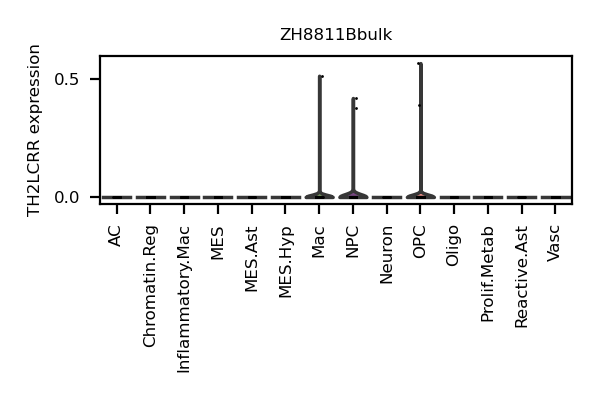 ZH8811Bbulk
TH2LCRR expression
0.5
0.0
AC
Chromatin.Reg
Inflammatory.Mac
MES
MES.Ast
MES.Hyp
Mac
NPC
Neuron
OPC
Oligo
Prolif.Metab
Reactive.Ast
Vasc